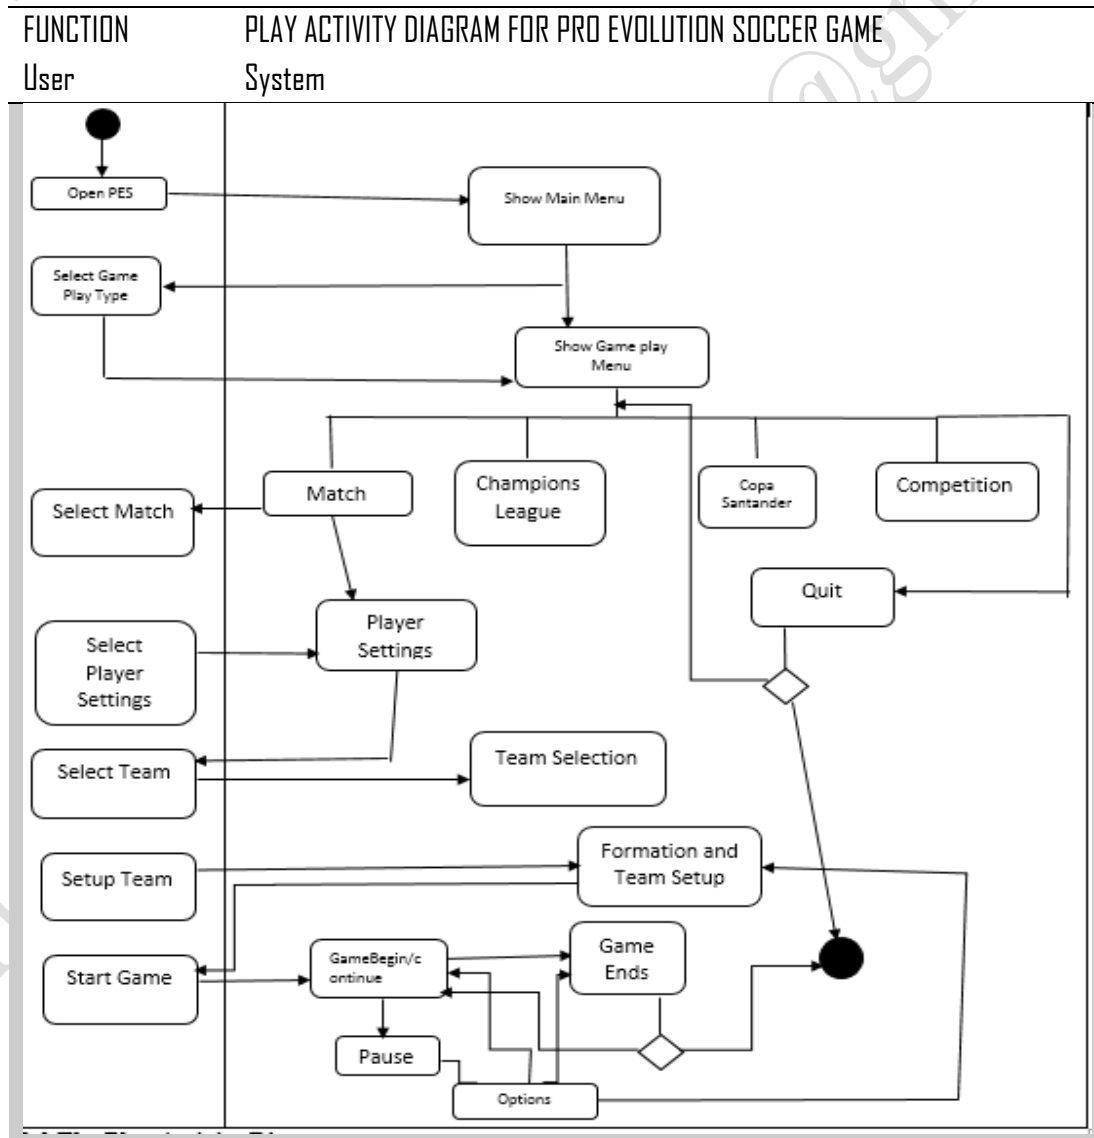 FUNCTION PLAY ACTIVITY DIAGRAM FOR PRO EVOLUTION SOCCER GAME
User System
Open PES
Show Main Menu
Select Game
Play Type
Show Game play
Menu
Match
Champions
League
Copa
Santander
Competition
Select Match
Quit
Player
Settings
Select
Player
Settings
Select Team
Team Selection
Formation and
Team Setup
Setup Team
Game
Ends
GameBegin/c
ontinue
Start Game
Pause
Options